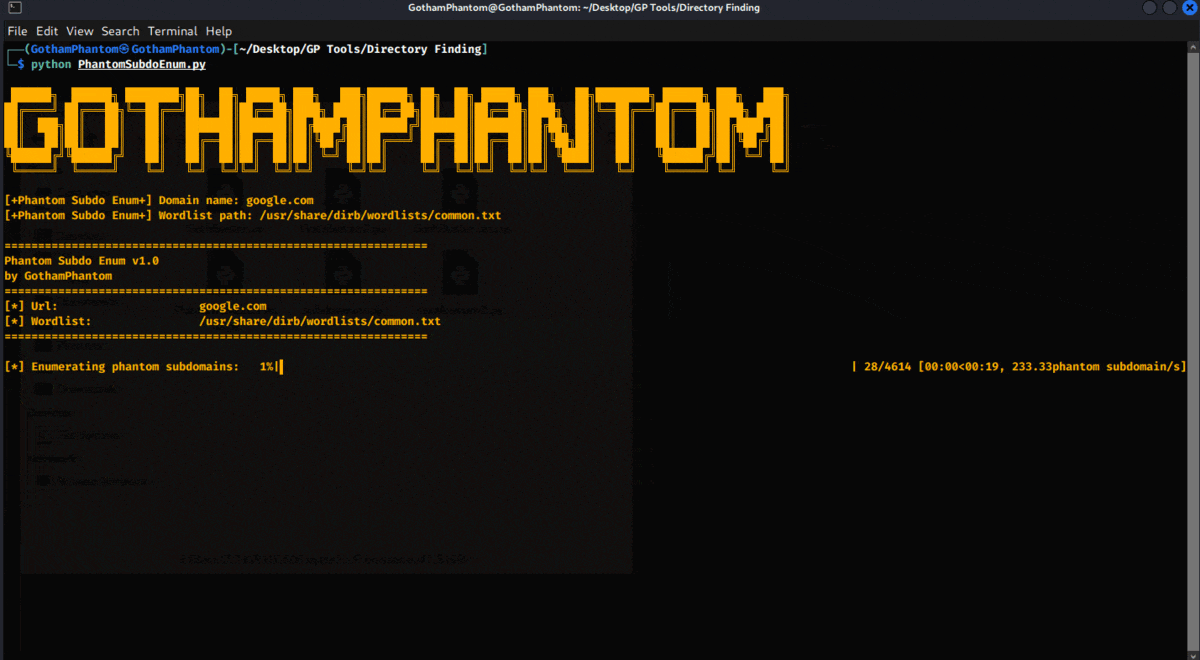 GothamPhantom@GothamPhantom: ~/Desktop/GP Tools/Directory Finding
File Edit View Search Terminal Help
┌──(GothamPhantom㉿GothamPhantom)-[~/Desktop/GP Tools/Directory Finding]
└─$ python PhantomSubdoEnum.py
GOTHAMPHANTOM
[+Phantom Subdo Enum+] Domain name: google.com
[+Phantom Subdo Enum+] Wordlist path: /usr/share/dirb/wordlists/common.txt
===============================================================
Phantom Subdo Enum v1.0
by GothamPhantom
===============================================================
[*] Url: google.com
[*] Wordlist: /usr/share/dirb/wordlists/common.txt
===============================================================
[*] Enumerating phantom subdomains: 1%| | 28/4614 [00:00<00:19, 233.33phantom subdomain/s]